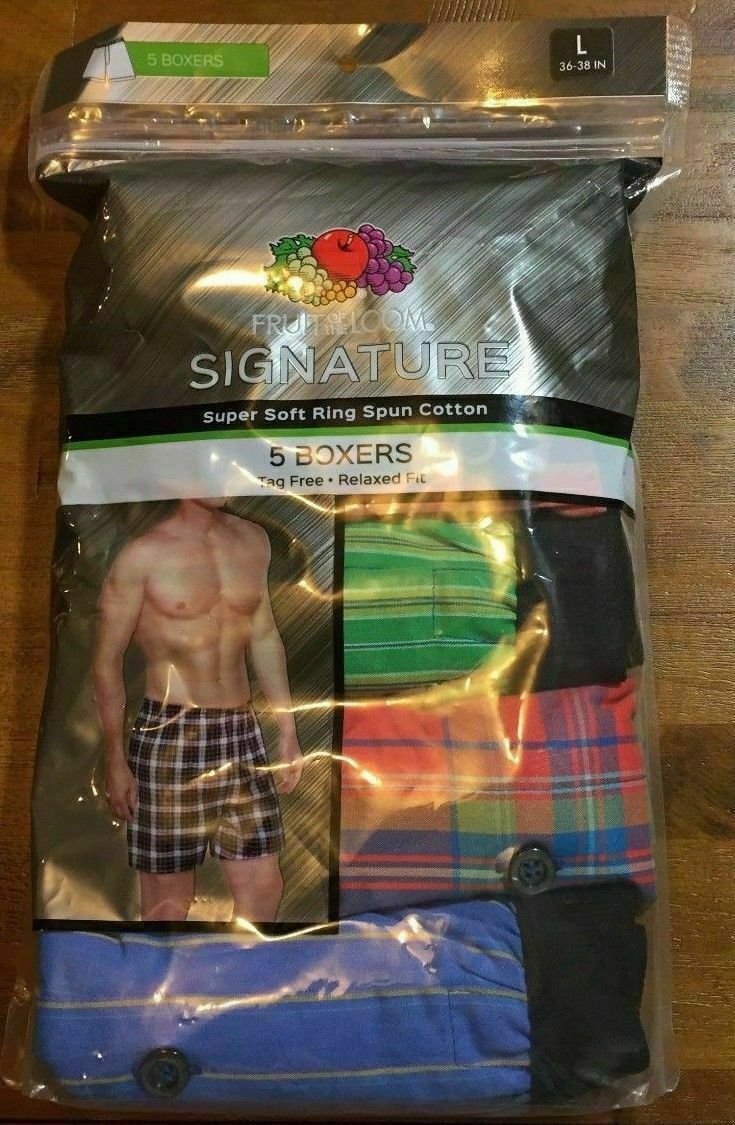 5 BOXERS
L
36-38 IN
FRUIT OF THE LOOM®
SIGNATURE
Super Soft Ring Spun Cotton
5 BOXERS
Tag Free • Relaxed Fit